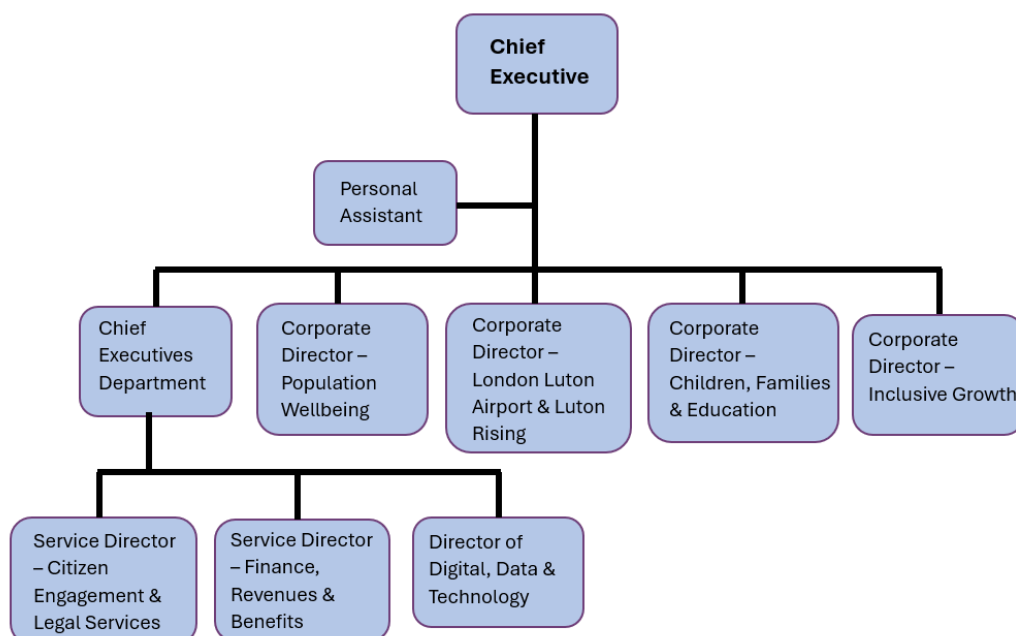 Chief
Executive
Personal
Assistant
Chief
Executives
Department
Corporate
Director –
Population
Wellbeing
Corporate
Director –
London Luton
Airport & Luton
Rising
Corporate
Director –
Children, Families
& Education
Corporate
Director –
Inclusive Growth
Service Director
– Citizen
Engagement &
Legal Services
Service Director
– Finance,
Revenues &
Benefits
Director of
Digital, Data &
Technology